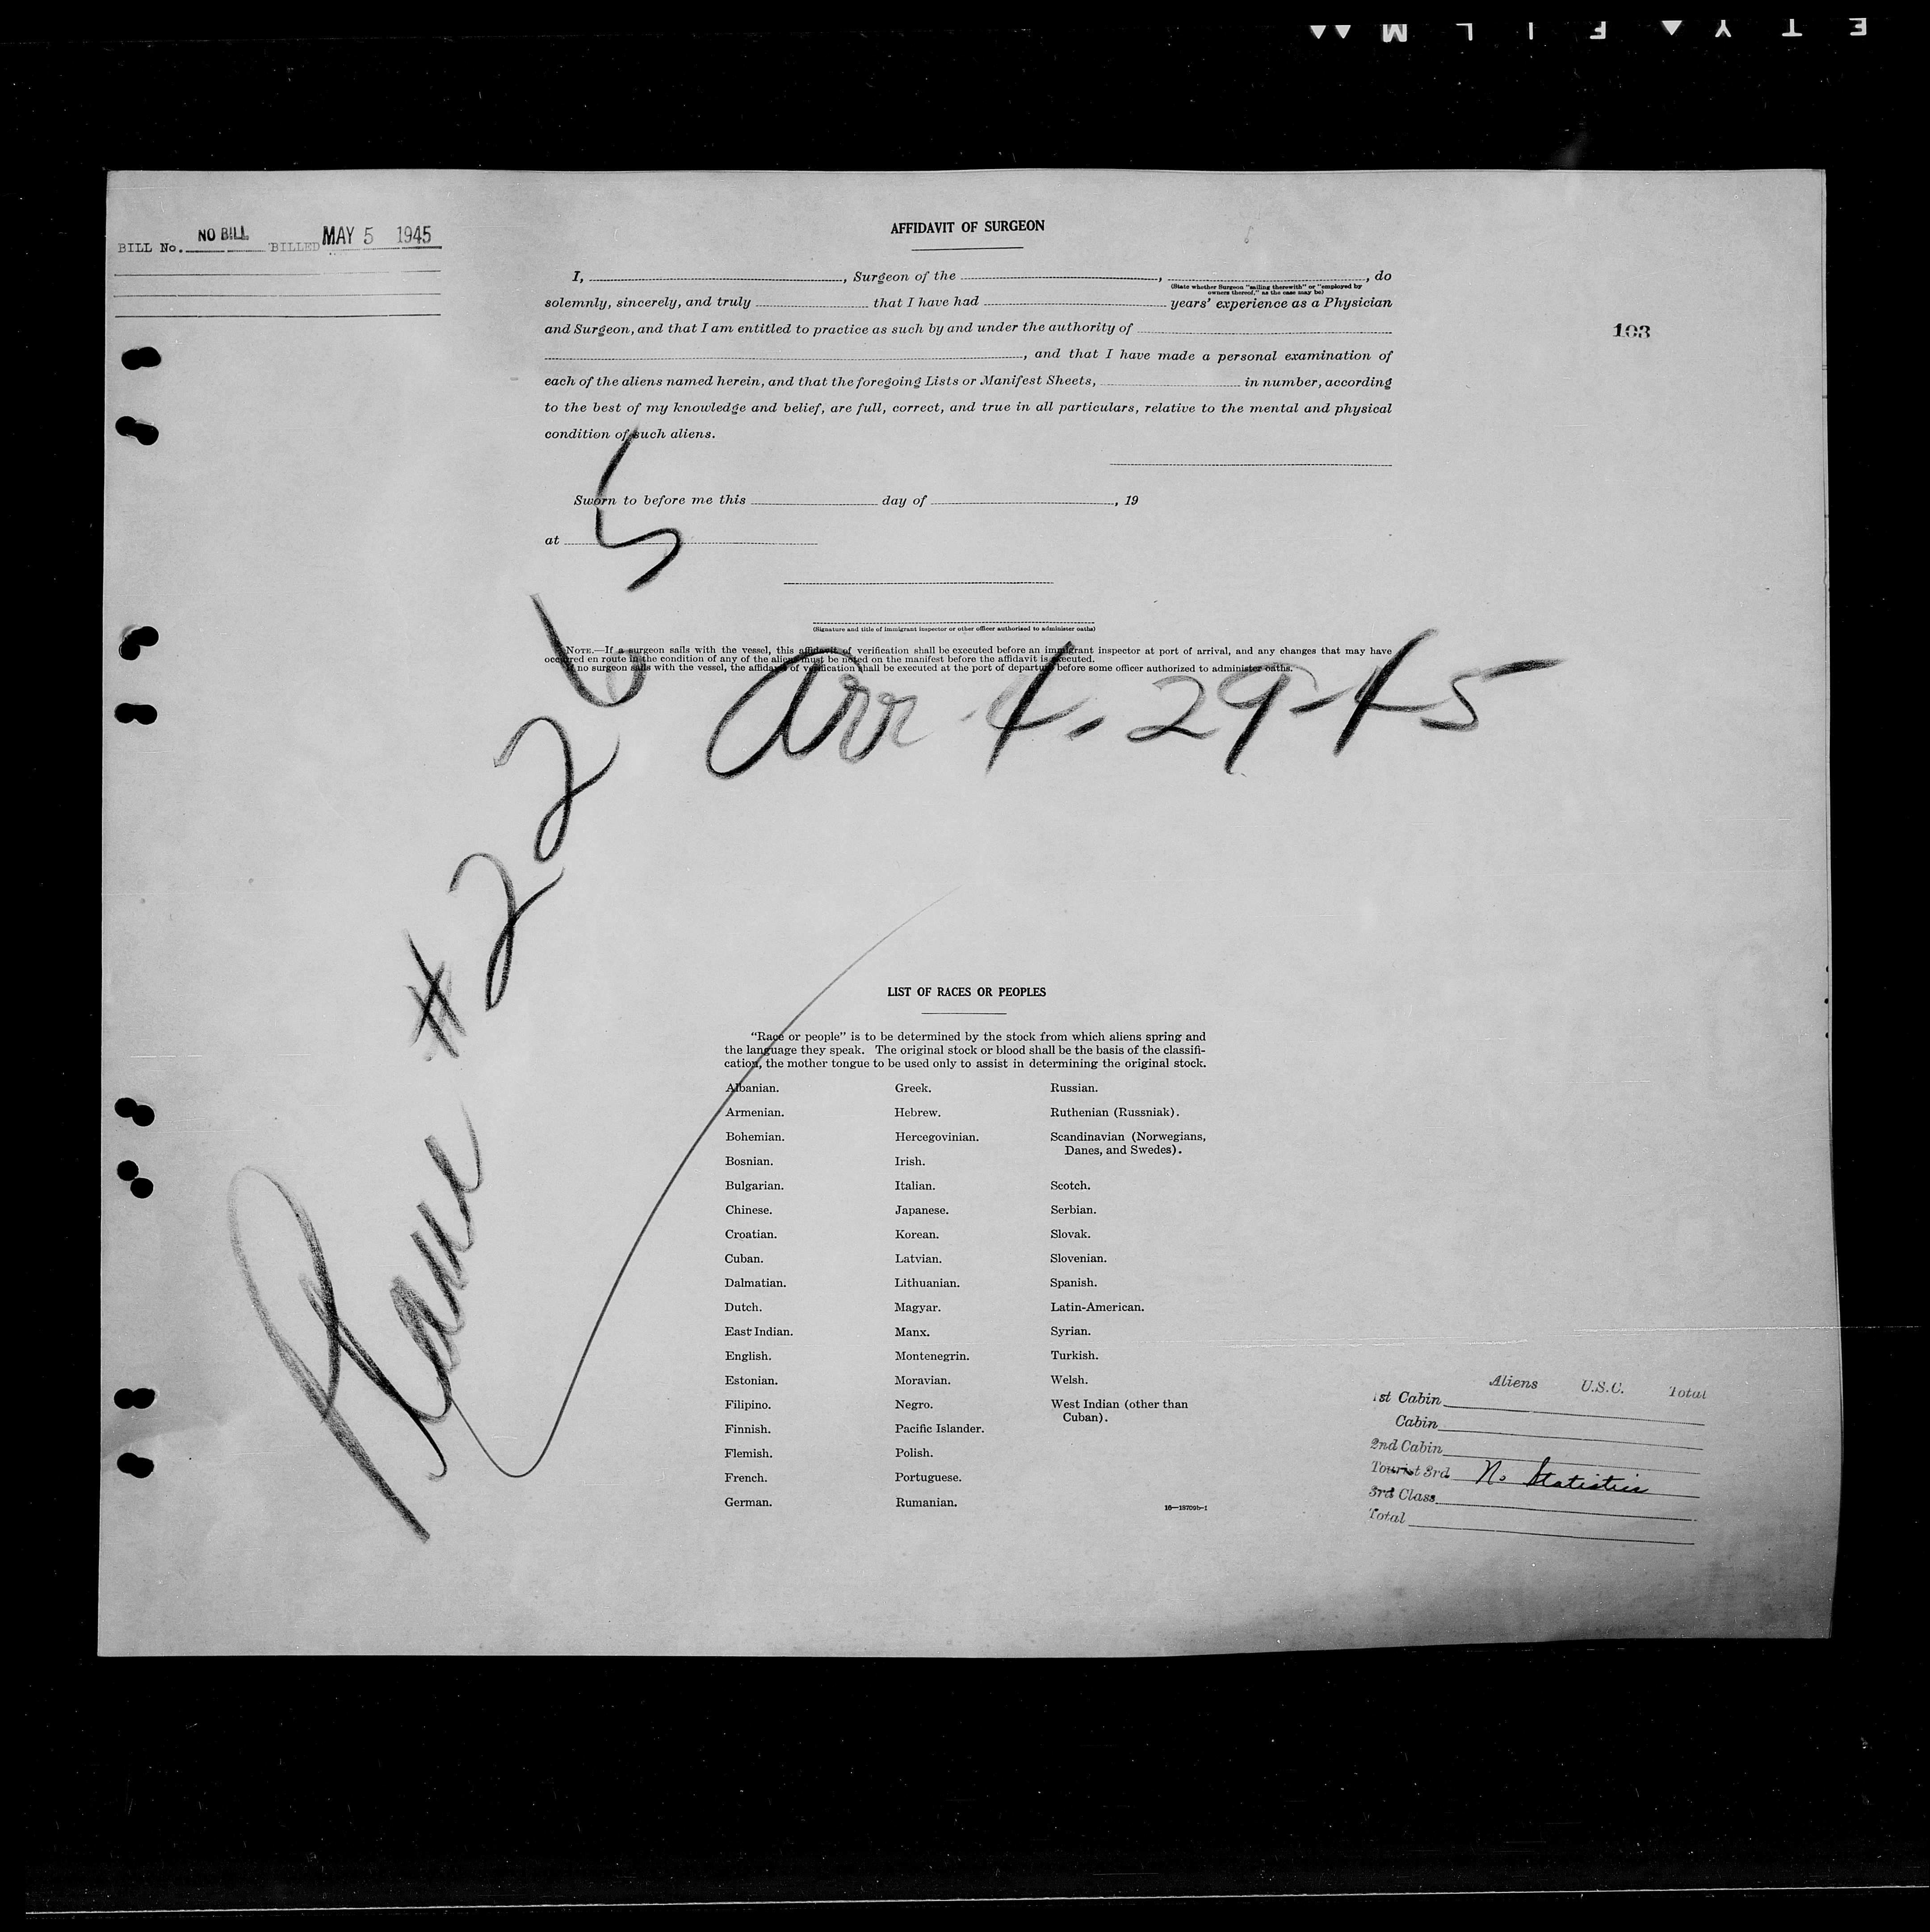 E T Y ▲ F I L M ▲▲
BILL No. NO BILL BILLED MAY 5 1945
AFFIDAVIT OF SURGEON
I, , Surgeon of the , , do
(State whether Surgeon "sailing therewith" or "employed by
owners thereof," as the case may be)
solemnly, sincerely, and truly that I have had years' experience as a Physician
and Surgeon, and that I am entitled to practice as such by and under the authority of
, and that I have made a personal examination of
each of the aliens named herein, and that the foregoing Lists or Manifest Sheets, in number, according
to the best of my knowledge and belief, are full, correct, and true in all particulars, relative to the mental and physical
condition of such aliens.
103
Sworn to before me this day of , 19
at
(Signature and title of immigrant inspector or other officer authorized to administer oaths)
NOTE.—If a surgeon sails with the vessel, this affidavit of verification shall be executed before an immigrant inspector at port of arrival, and any changes that may have
occurred en route in the condition of any of the aliens must be noted on the manifest before the affidavit is executed.
If no surgeon sails with the vessel, the affidavit of verification shall be executed at the port of departure before some officer authorized to administer oaths.
Arr 4. 29-45
Plane #2265
LIST OF RACES OR PEOPLES
"Race or people" is to be determined by the stock from which aliens spring and
the language they speak. The original stock or blood shall be the basis of the classifi-
cation, the mother tongue to be used only to assist in determining the original stock.
Albanian.
Armenian.
Bohemian.
Bosnian.
Bulgarian.
Chinese.
Croatian.
Cuban.
Dalmatian.
Dutch.
East Indian.
English.
Estonian.
Filipino.
Finnish.
Flemish.
French.
German.
Greek.
Hebrew.
Hercegovinian.
Irish.
Italian.
Japanese.
Korean.
Latvian.
Lithuanian.
Magyar.
Manx.
Montenegrin.
Moravian.
Negro.
Pacific Islander.
Polish.
Portuguese.
Rumanian.
Russian.
Ruthenian (Russniak).
Scandinavian (Norwegians,
Danes, and Swedes).
Scotch.
Serbian.
Slovak.
Slovenian.
Spanish.
Latin-American.
Syrian.
Turkish.
Welsh.
West Indian (other than
Cuban).
16—18709b-1
Aliens U.S.C. Total
1st Cabin
Cabin
2nd Cabin
Tourist 3rd No Statistics
3rd Class
Total